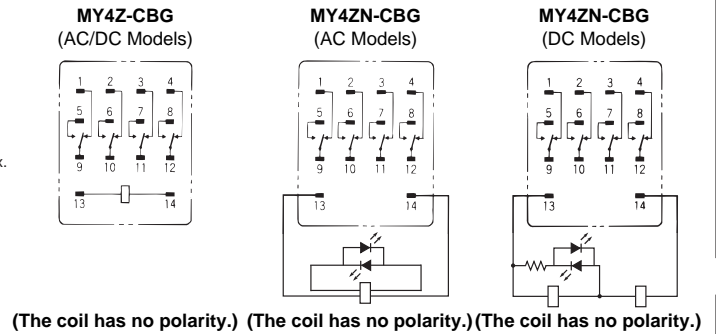 MY4Z-CBG MY4ZN-CBG MY4ZN-CBG
(AC/DC Models) (AC Models) (DC Models)
1 2 3 4 1 2 3 4 1 2 3 4
5 6 7 8 5 6 7 8 5 6 7 8
x.
9 10 11 12 9 10 11 12 9 10 11 12
13 14 13 14 13 14
(The coil has no polarity.) (The coil has no polarity.) (The coil has no polarity.)